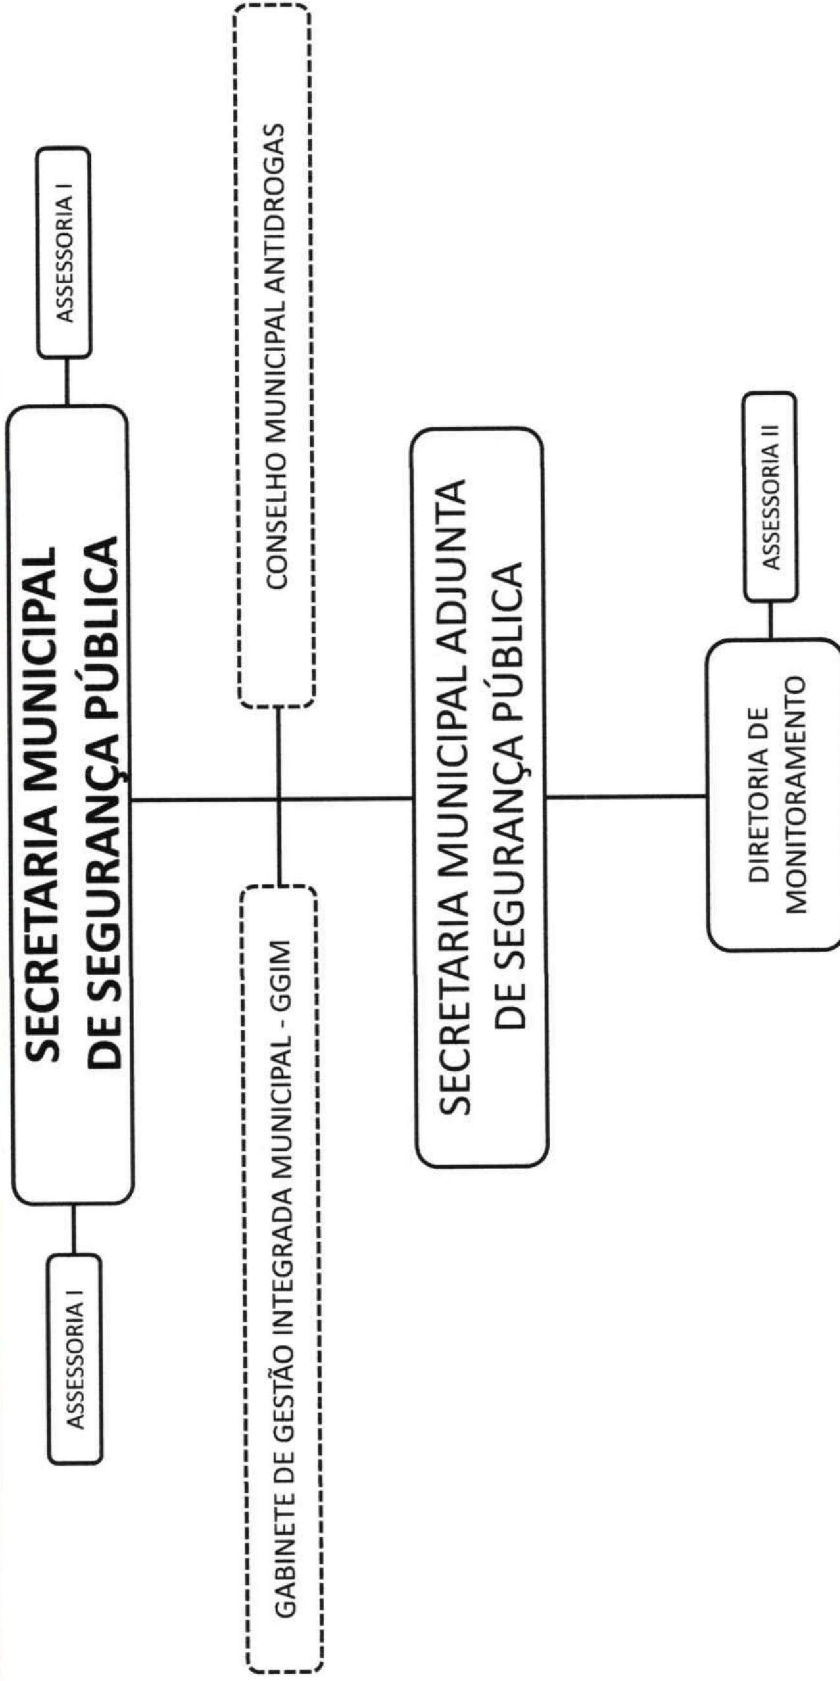 ASSESSORIA I
SECRETARIA MUNICIPAL
DE SEGURANÇA PÚBLICA
ASSESSORIA I
GABINETE DE GESTÃO INTEGRADA MUNICIPAL - GGIM
CONSELHO MUNICIPAL ANTIDROGAS
SECRETARIA MUNICIPAL ADJUNTA
DE SEGURANÇA PÚBLICA
DIRETORIA DE
MONITORAMENTO
ASSESSORIA II